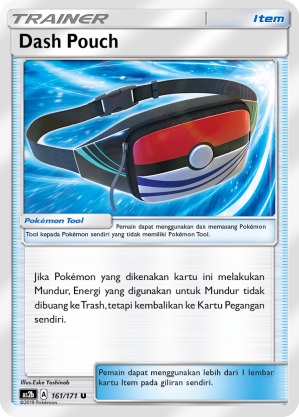 TRAINER Item
Dash Pouch
Pokémon Tool
Pemain dapat menggunakan dan memasang Pokémon
Tool kepada Pokémon sendiri yang tidak memiliki Pokémon Tool.
Jika Pokémon yang dikenakan kartu ini melakukan
Mundur, Energi yang digunakan untuk Mundur tidak
dibuang ke Trash,tetapi kembalikan ke Kartu Pegangan
sendiri.
Pemain dapat menggunakan lebih dari 1 lembar
kartu Item pada giliran sendiri.
Illus.Eske Yoshinob
AS2b A 161/171 U
©2019 Pokémon